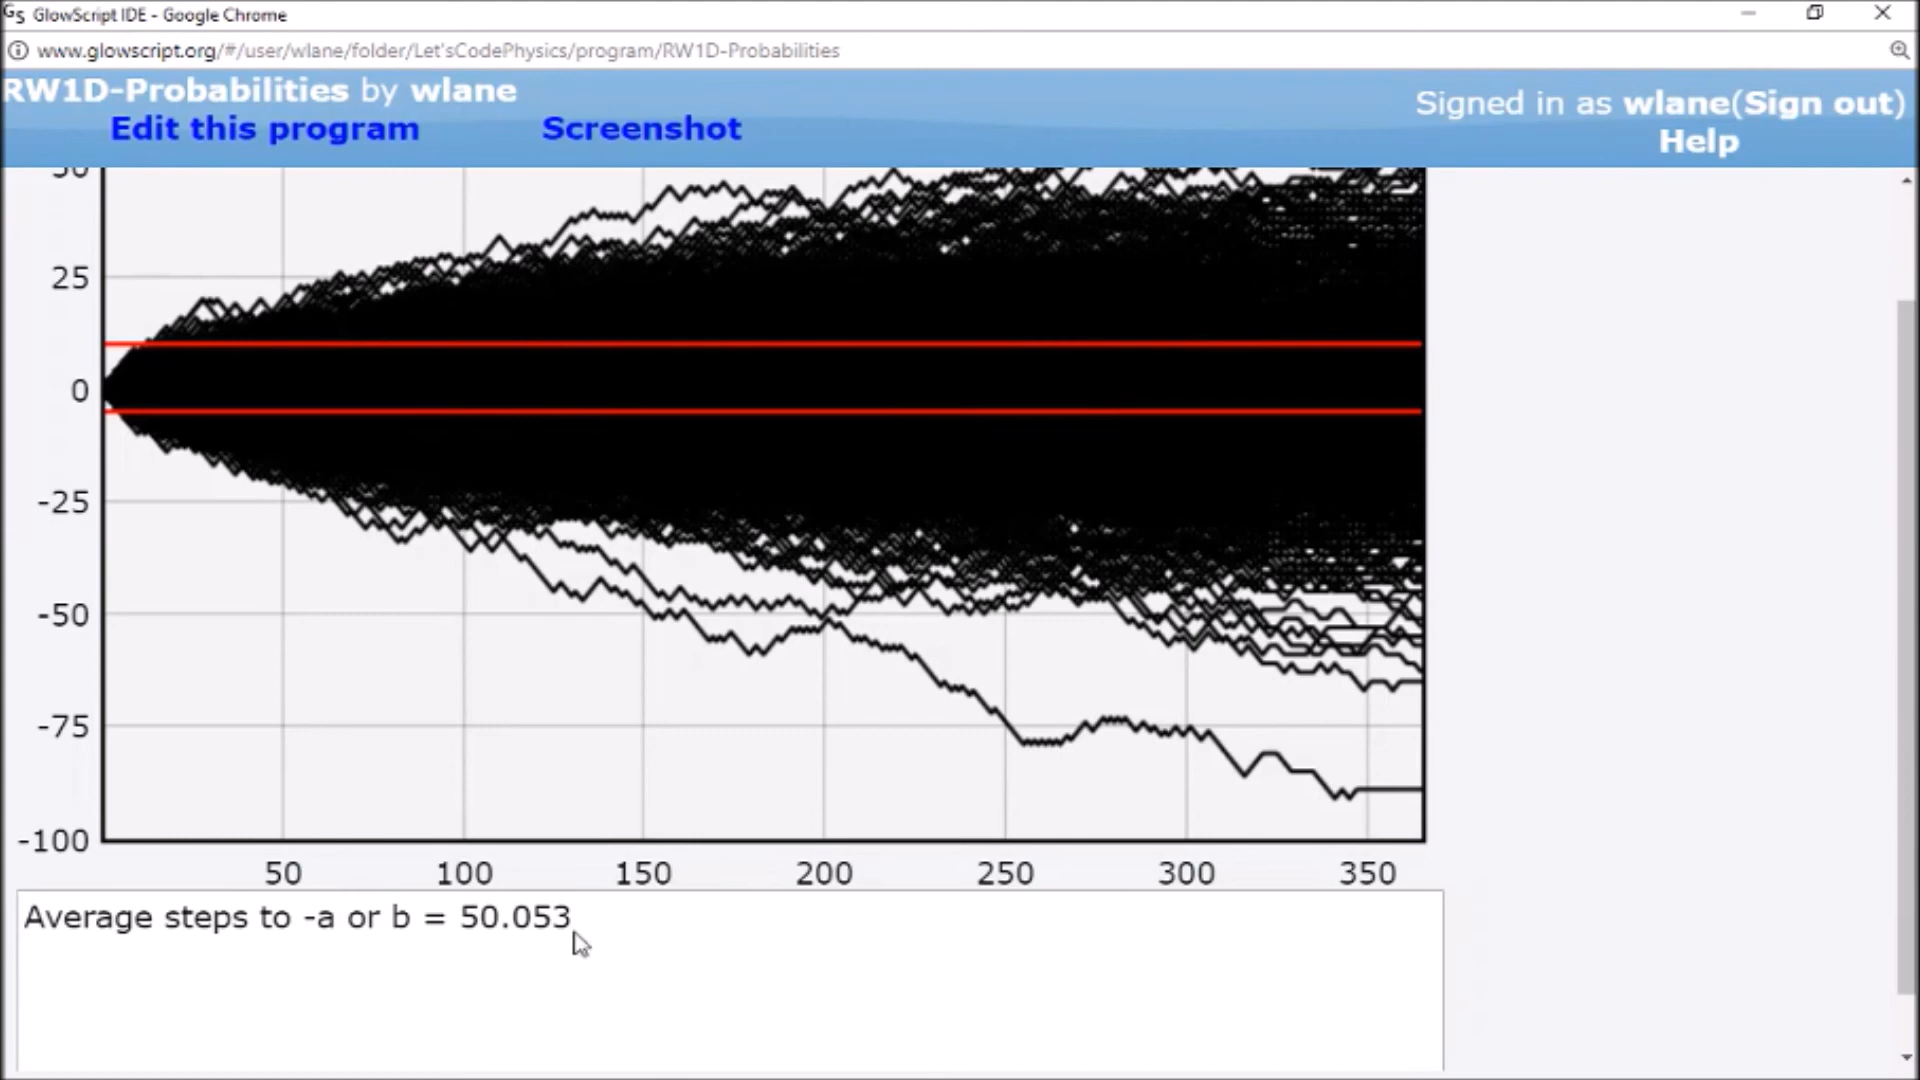 GlowScript IDE - Google Chrome
www.glowscript.org/#/user/wlane/folder/Let'sCodePhysics/program/RW1D-Probabilities
RW1D-Probabilities by wlane
Signed in as wlane(Sign out)
Edit this program Screenshot
Help
50
25
0
-25
-50
-75
-100
50 100 150 200 250 300 350
Average steps to -a or b = 50.053